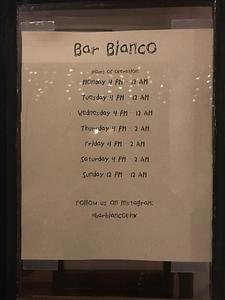 Bar Bianco
Hours of Operation
Monday 4 PM - 12 AM
Tuesday 4 PM - 12 AM
Wednesday 4 PM - 12 AM
Thursday 4 PM - 2 AM
Friday 4 PM - 2 AM
Saturday 4 PM - 2 AM
Sunday 12 PM - 12 AM
Follow us on Instagram: